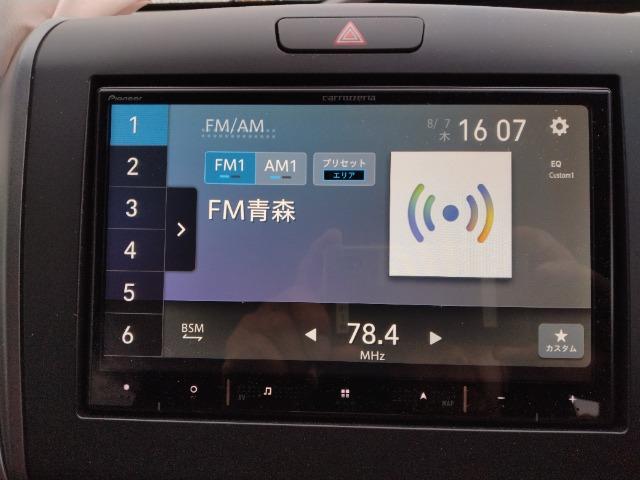 Pioneer
carrozzeria
1
2
3
4
5
6
FM/AM
8/7
木
16 07
FM1 AM1
プリセット
エリア
EQ
Custom1
FM青森
BSM
78.4
MHz
カスタム
AV
MAP